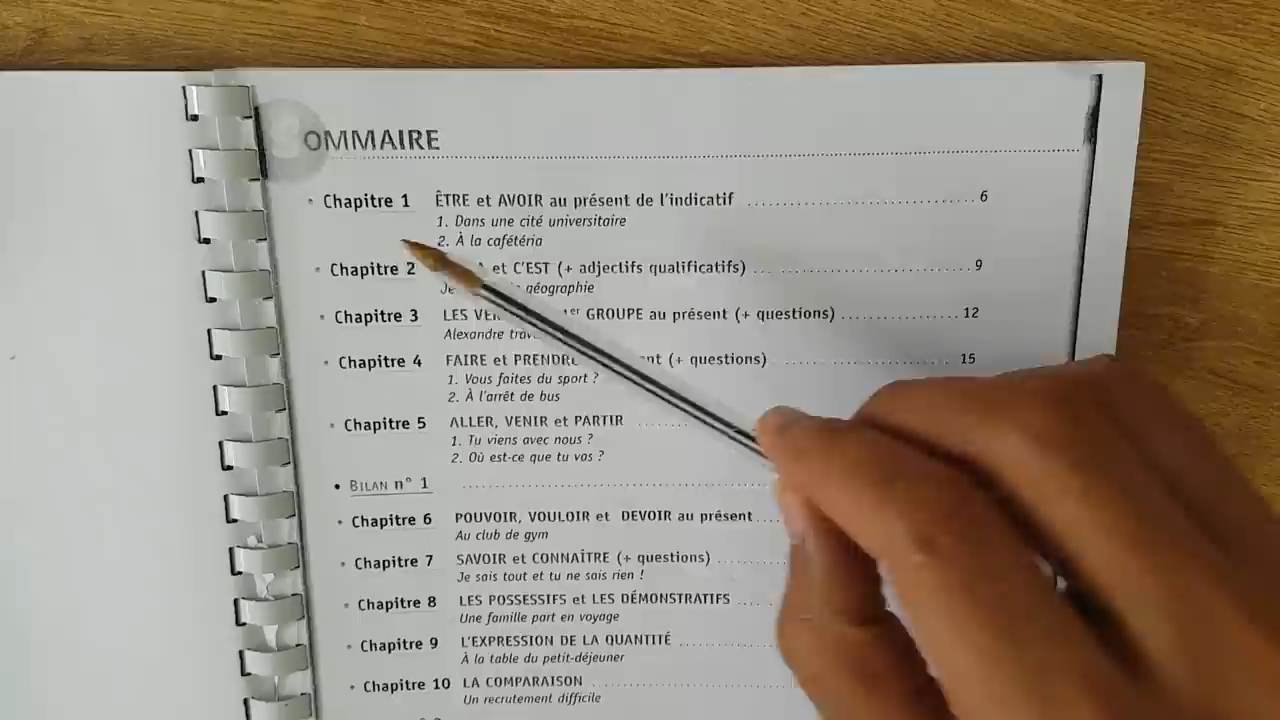 SOMMAIRE
Chapitre 1 ÊTRE et AVOIR au présent de l'indicatif 6
1. Dans une cité universitaire
2. À la cafétéria
Chapitre 2 et C'EST (+ adjectifs qualificatifs) 9
géographie
Chapitre 3 LES 1er GROUPE au présent (+ questions) 12
Alexandre
Chapitre 4 FAIRE et PRENDRE (+ questions) 15
1. Vous faites du sport ?
2. À l'arrêt de bus
Chapitre 5 ALLER, VENIR et PARTIR
1. Tu viens avec nous ?
2. Où est-ce que tu vas ?
BILAN n° 1
Chapitre 6 POUVOIR, VOULOIR et DEVOIR au présent
Au club de gym
Chapitre 7 SAVOIR et CONNAÎTRE (+ questions)
Je sais tout et tu ne sais rien !
Chapitre 8 LES POSSESSIFS et LES DÉMONSTRATIFS
Une famille part en voyage
Chapitre 9 L'EXPRESSION DE LA QUANTITÉ
À la table du petit-déjeuner
Chapitre 10 LA COMPARAISON
Un recrutement difficile